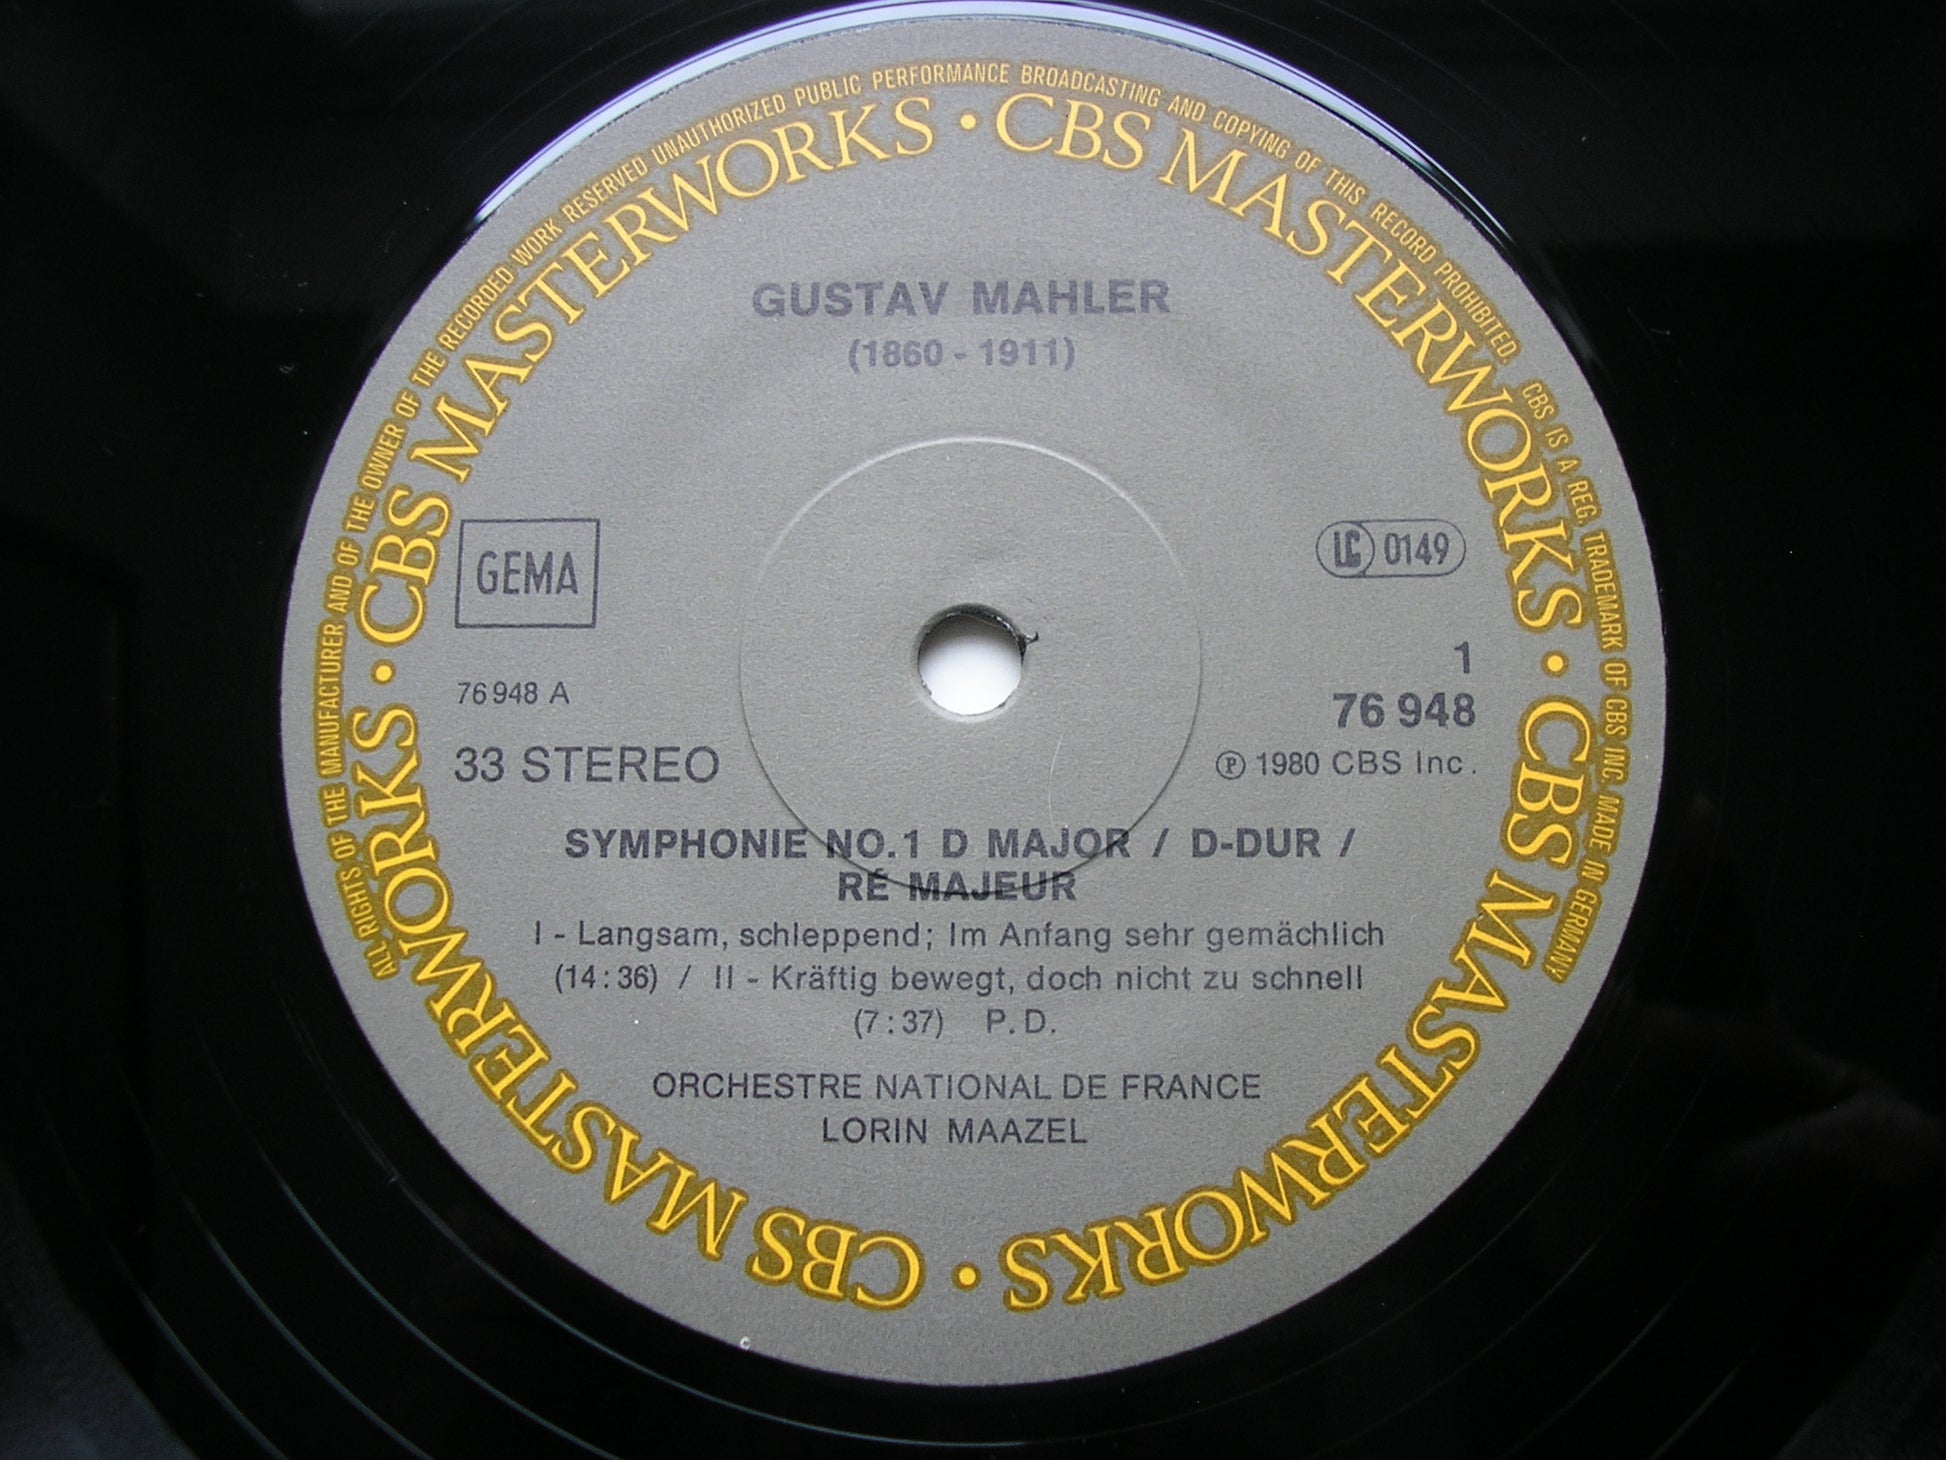 ALL RIGHTS OF THE MANUFACTURER AND OF THE OWNER OF THE RECORDED WORK RESERVED UNAUTHORIZED PUBLIC PERFORMANCE BROADCASTING AND COPYING OF THIS RECORD PROHIBITED. CBS IS A REG. TRADEMARK OF CBS INC. MADE IN GERMANY
CBS MASTERWORKS • CBS MASTERWORKS • CBS MASTERWORKS • CBS MASTERWORKS •
GUSTAV MAHLER
(1860 - 1911)
GEMA
LC 0149
1
76 948 A
76 948
33 STEREO
℗ 1980 CBS Inc.
SYMPHONIE NO.1 D MAJOR / D-DUR /
RÉ MAJEUR
I - Langsam, schleppend; Im Anfang sehr gemächlich
(14:36) / II - Kräftig bewegt, doch nicht zu schnell
(7:37) P.D.
ORCHESTRE NATIONAL DE FRANCE
LORIN MAAZEL